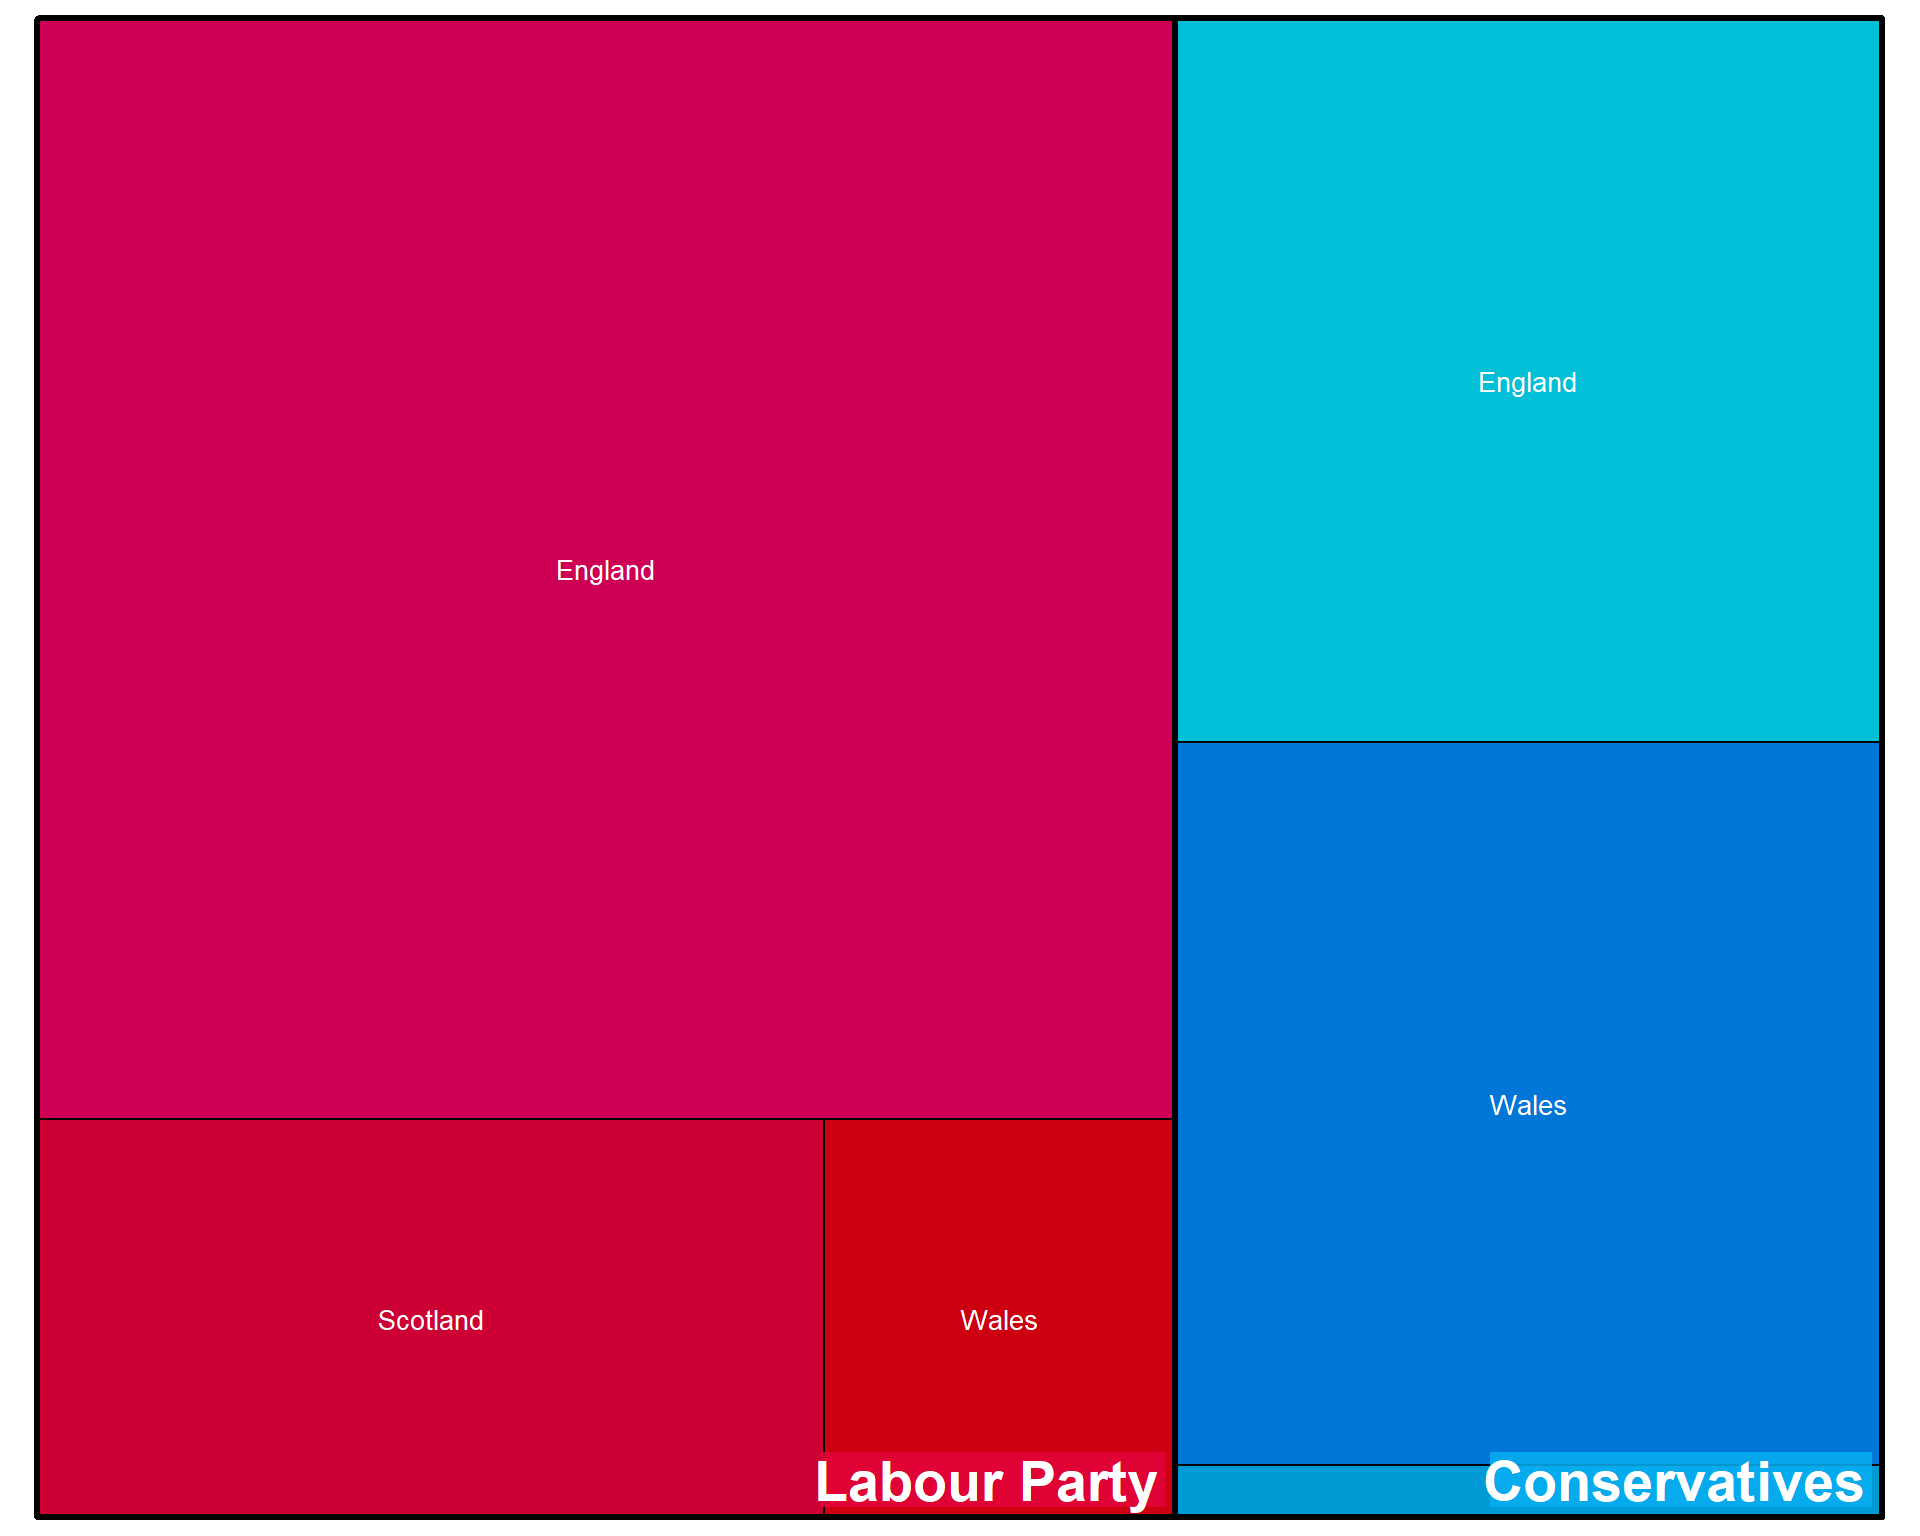 England
England
Wales
Scotland
Wales
Labour Party
Conservatives